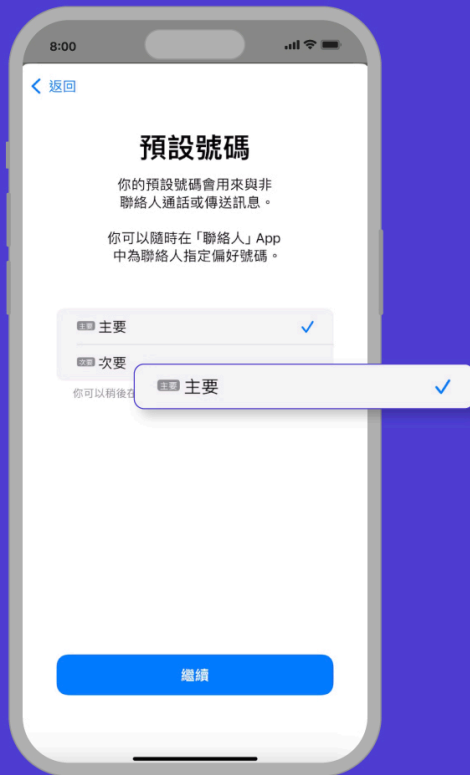 8:00
返回
預設號碼
你的預設號碼會用來與非
聯絡人通話或傳送訊息。
你可以隨時在「聯絡人」App
中為聯絡人指定偏好號碼。
主要 主要
次要 次要
主要 主要
你可以稍後在
繼續